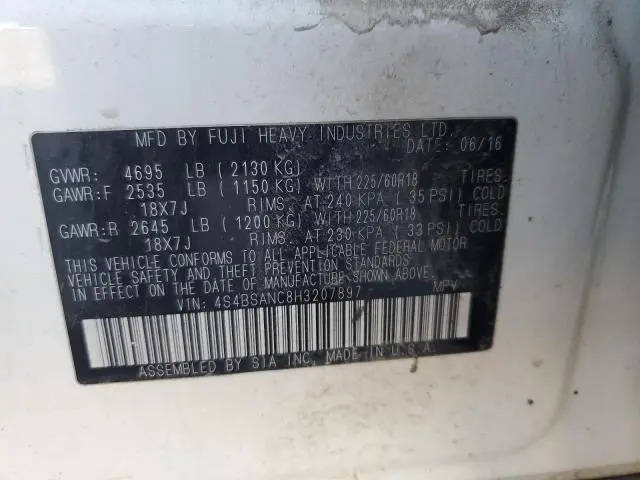 MFD BY FUJI HEAVY INDUSTRIES LTD.
DATE: 06/16
GVWR: 4695 LB (2130 KG)
GAWR:F 2535 LB (1150 KG) WITH 225/60R18 TIRES.
18X7J RIMS. AT 240 KPA (35 PSI) COLD
GAWR:R 2645 LB (1200 KG) WITH 225/60R18 TIRES.
18X7J RIMS. AT 230 KPA (33 PSI) COLD
THIS VEHICLE CONFORMS TO ALL APPLICABLE FEDERAL MOTOR
VEHICLE SAFETY AND THEFT PREVENTION STANDARDS
IN EFFECT ON THE DATE OF MANUFACTURE SHOWN ABOVE.
VIN: 4S4BSANC8H3207897 MPV
ASSEMBLED BY SIA INC, MADE IN U.S.A.